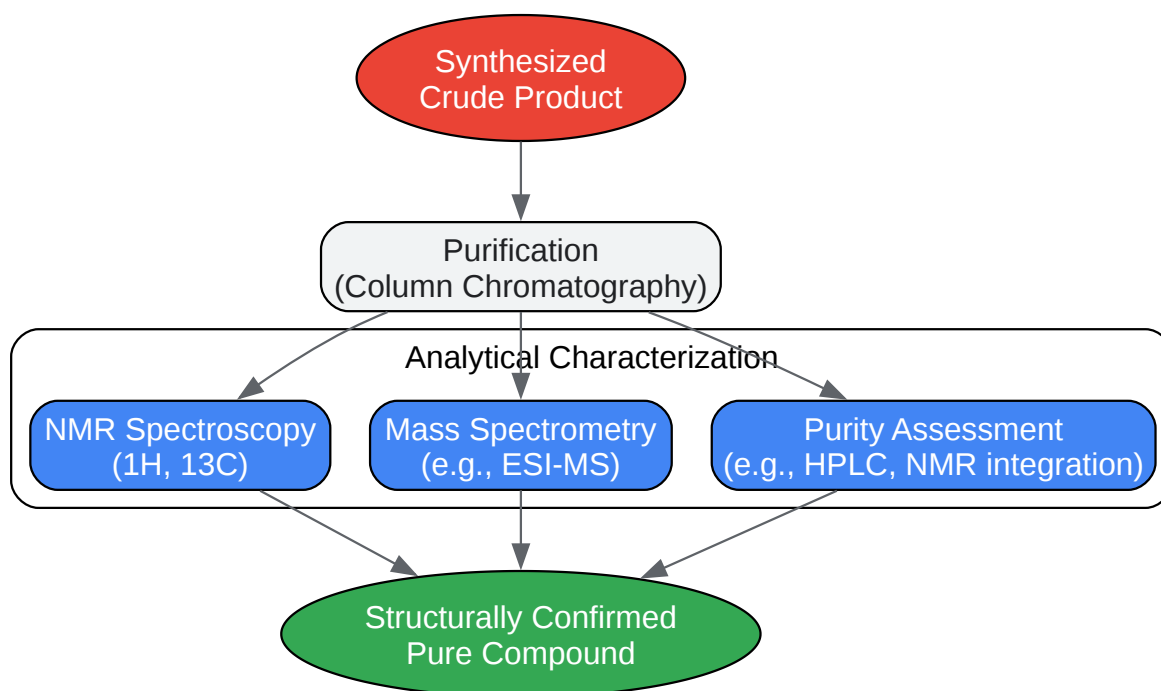 Synthesized
Crude Product
Purification
(Column Chromatography)
Analytical Characterization
NMR Spectroscopy
(1H, 13C)
Mass Spectrometry
(e.g., ESI-MS)
Purity Assessment
(e.g., HPLC, NMR integration)
Structurally Confirmed
Pure Compound